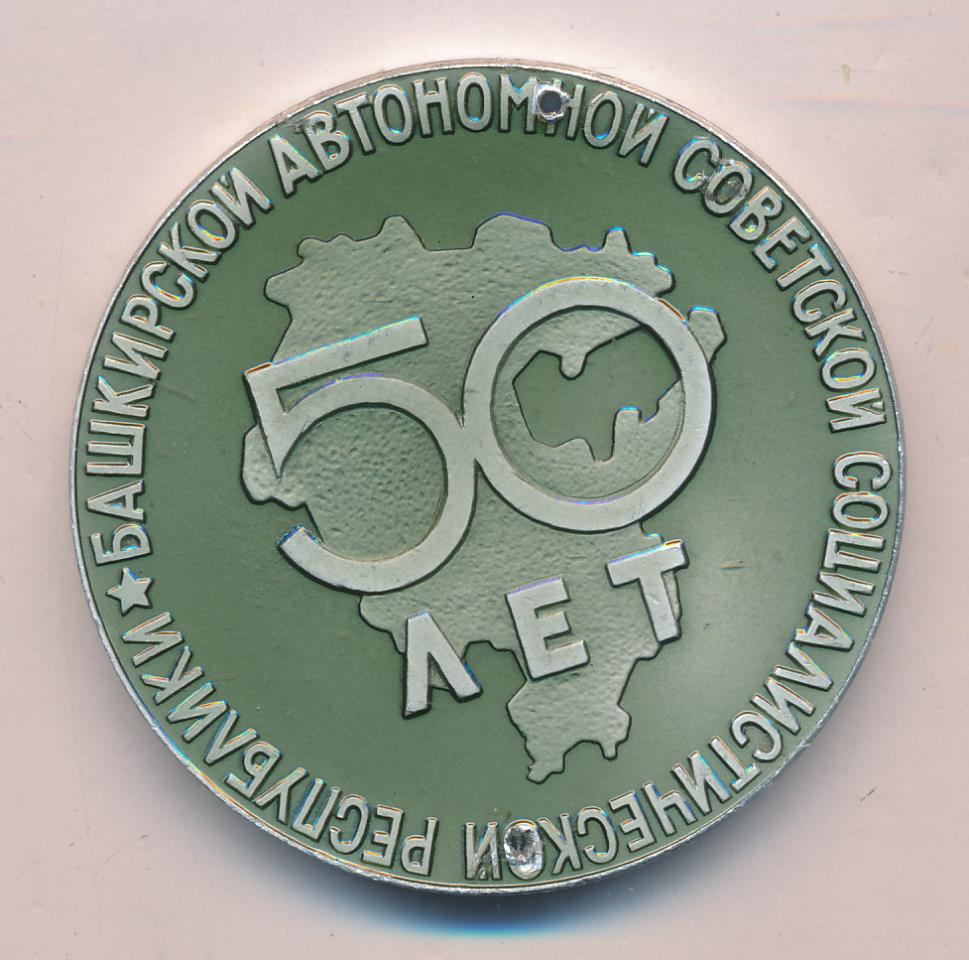 ★ БАШКИРСКОЙ АВТОНОМНОЙ СОВЕТСКОЙ СОЦИАЛИСТИЧЕСКОЙ РЕСПУБЛИКИ
50
ЛЕТ